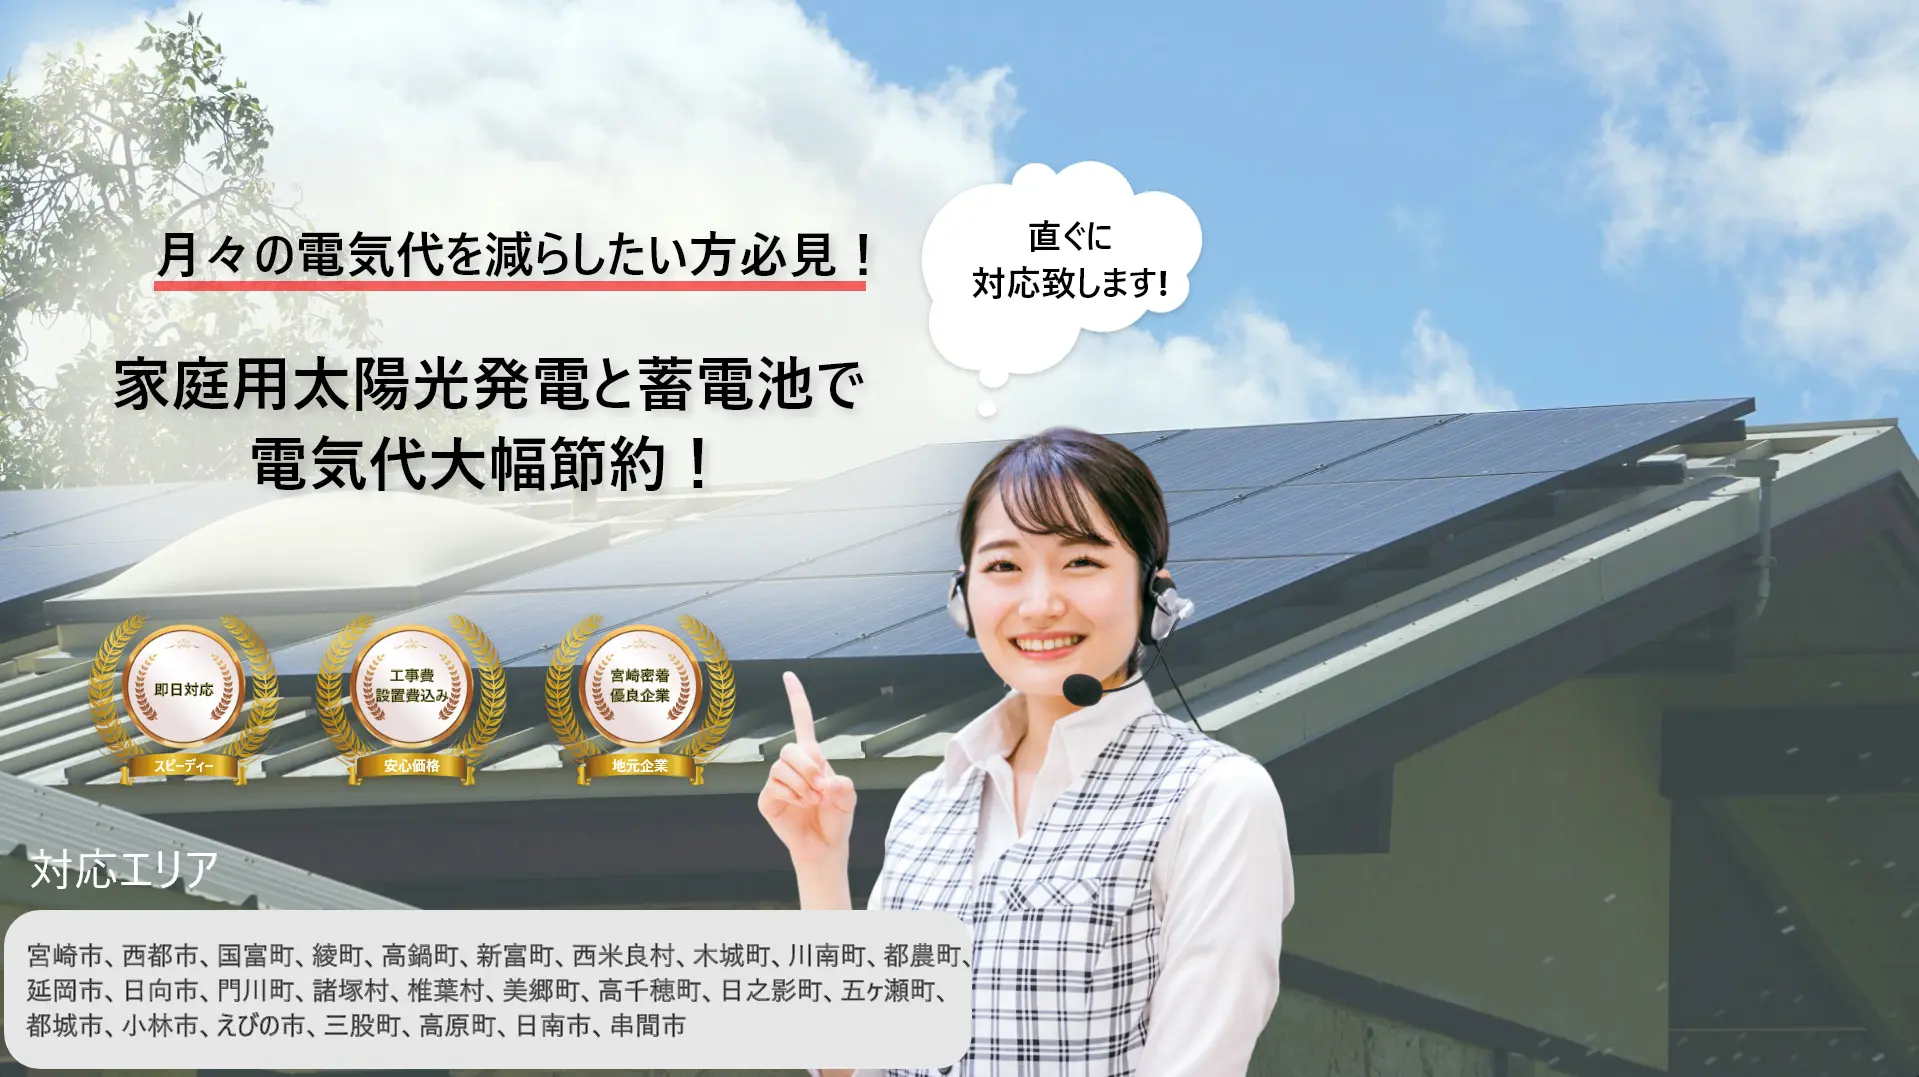 月々の電気代を減らしたい方必見！
家庭用太陽光発電と蓄電池で
電気代大幅節約！
直ぐに
対応致します!
即日対応
スピーディー
工事費
設置費込み
安心価格
宮崎密着
優良企業
地元企業
対応エリア
宮崎市、西都市、国富町、綾町、高鍋町、新富町、西米良村、木城町、川南町、都農町、
延岡市、日向市、門川町、諸塚村、椎葉村、美郷町、高千穂町、日之影町、五ヶ瀬町、
都城市、小林市、えびの市、三股町、高原町、日南市、串間市